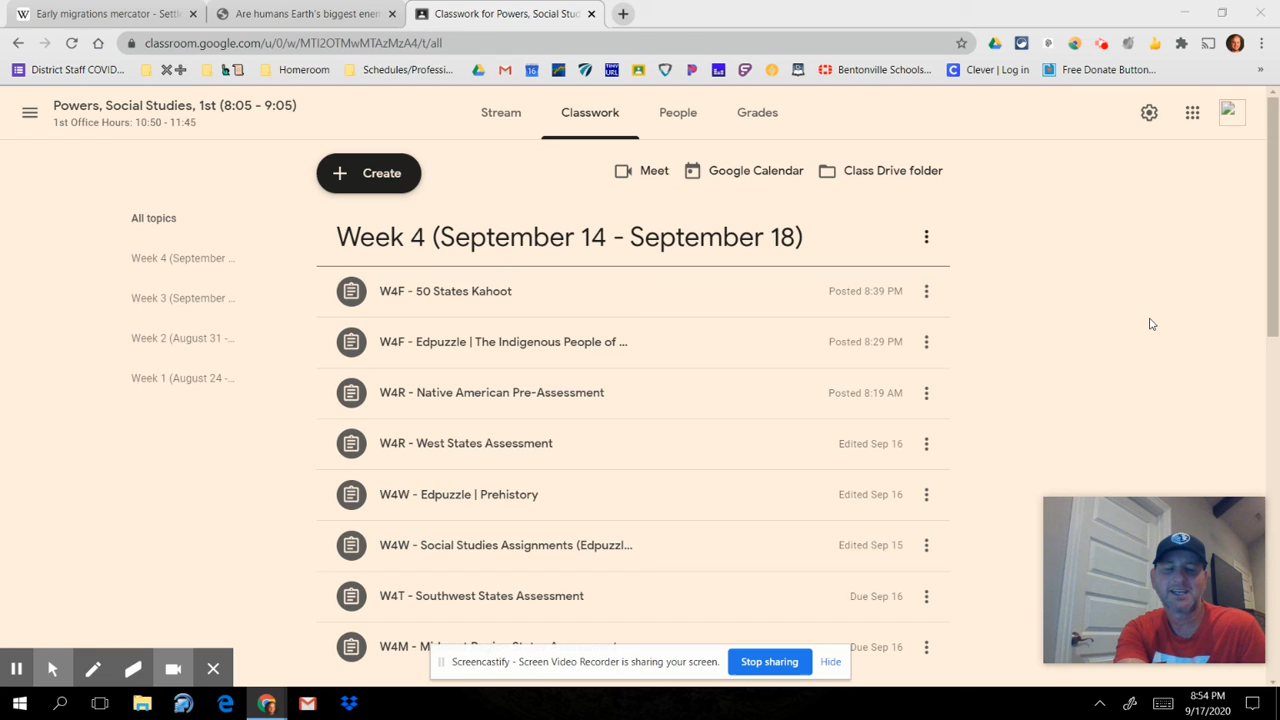 Early migrations mercator - Settl
Are humans Earth's biggest ene
Classwork for Powers, Social Stu
classroom.google.com/u/0/w/MTI2OTMwMTAzMzA4/t/all
District Staff COVID...
Homeroom
Schedules/Professi...
Bentonville Schools...
Clever | Log in
Free Donate Button...
Powers, Social Studies, 1st (8:05 - 9:05)
1st Office Hours: 10:50 - 11:45
Stream
Classwork
People
Grades
Create
Meet
Google Calendar
Class Drive folder
All topics
Week 4 (September ...
Week 3 (September ...
Week 2 (August 31 -...
Week 1 (August 24 -...
Week 4 (September 14 - September 18)
W4F - 50 States Kahoot
Posted 8:39 PM
W4F - Edpuzzle | The Indigenous People of ...
Posted 8:29 PM
W4R - Native American Pre-Assessment
Posted 8:19 AM
W4R - West States Assessment
Edited Sep 16
W4W - Edpuzzle | Prehistory
Edited Sep 16
W4W - Social Studies Assignments (Edpuzzl...
Edited Sep 15
W4T - Southwest States Assessment
Due Sep 16
W4M -
Due Sep 16
Screencastify - Screen Video Recorder is sharing your screen.
Stop sharing
Hide
8:54 PM
9/17/2020